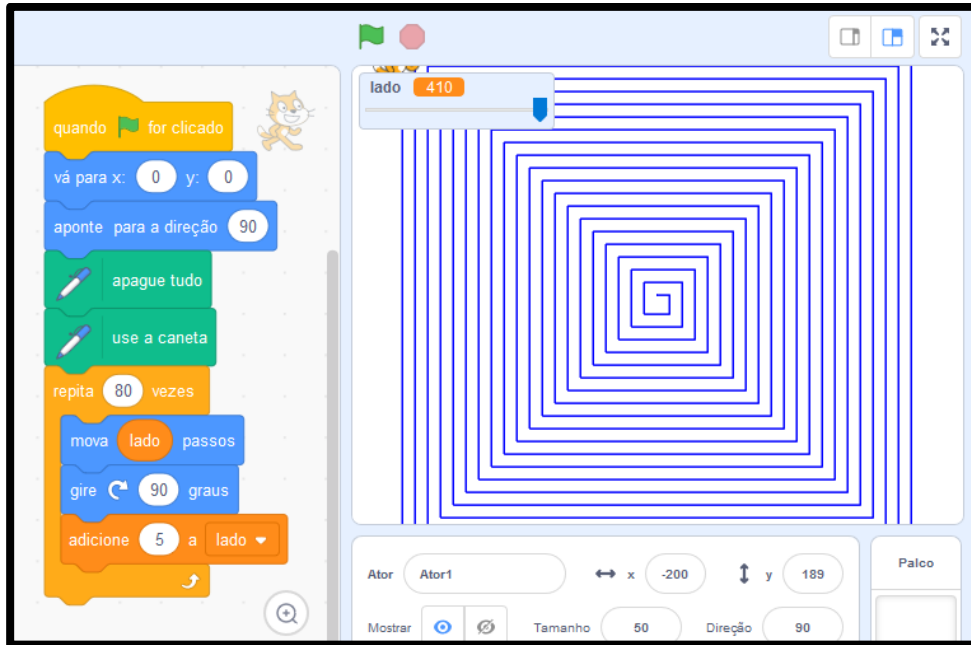 quando for clicado
vá para x: 0 y: 0
aponte para a direção 90
apague tudo
use a caneta
repita 80 vezes
mova lado passos
gire 90 graus
adicione 5 a lado
lado 410
Ator Ator1 x -200 y 189
Mostrar Tamanho 50 Direção 90
Palco